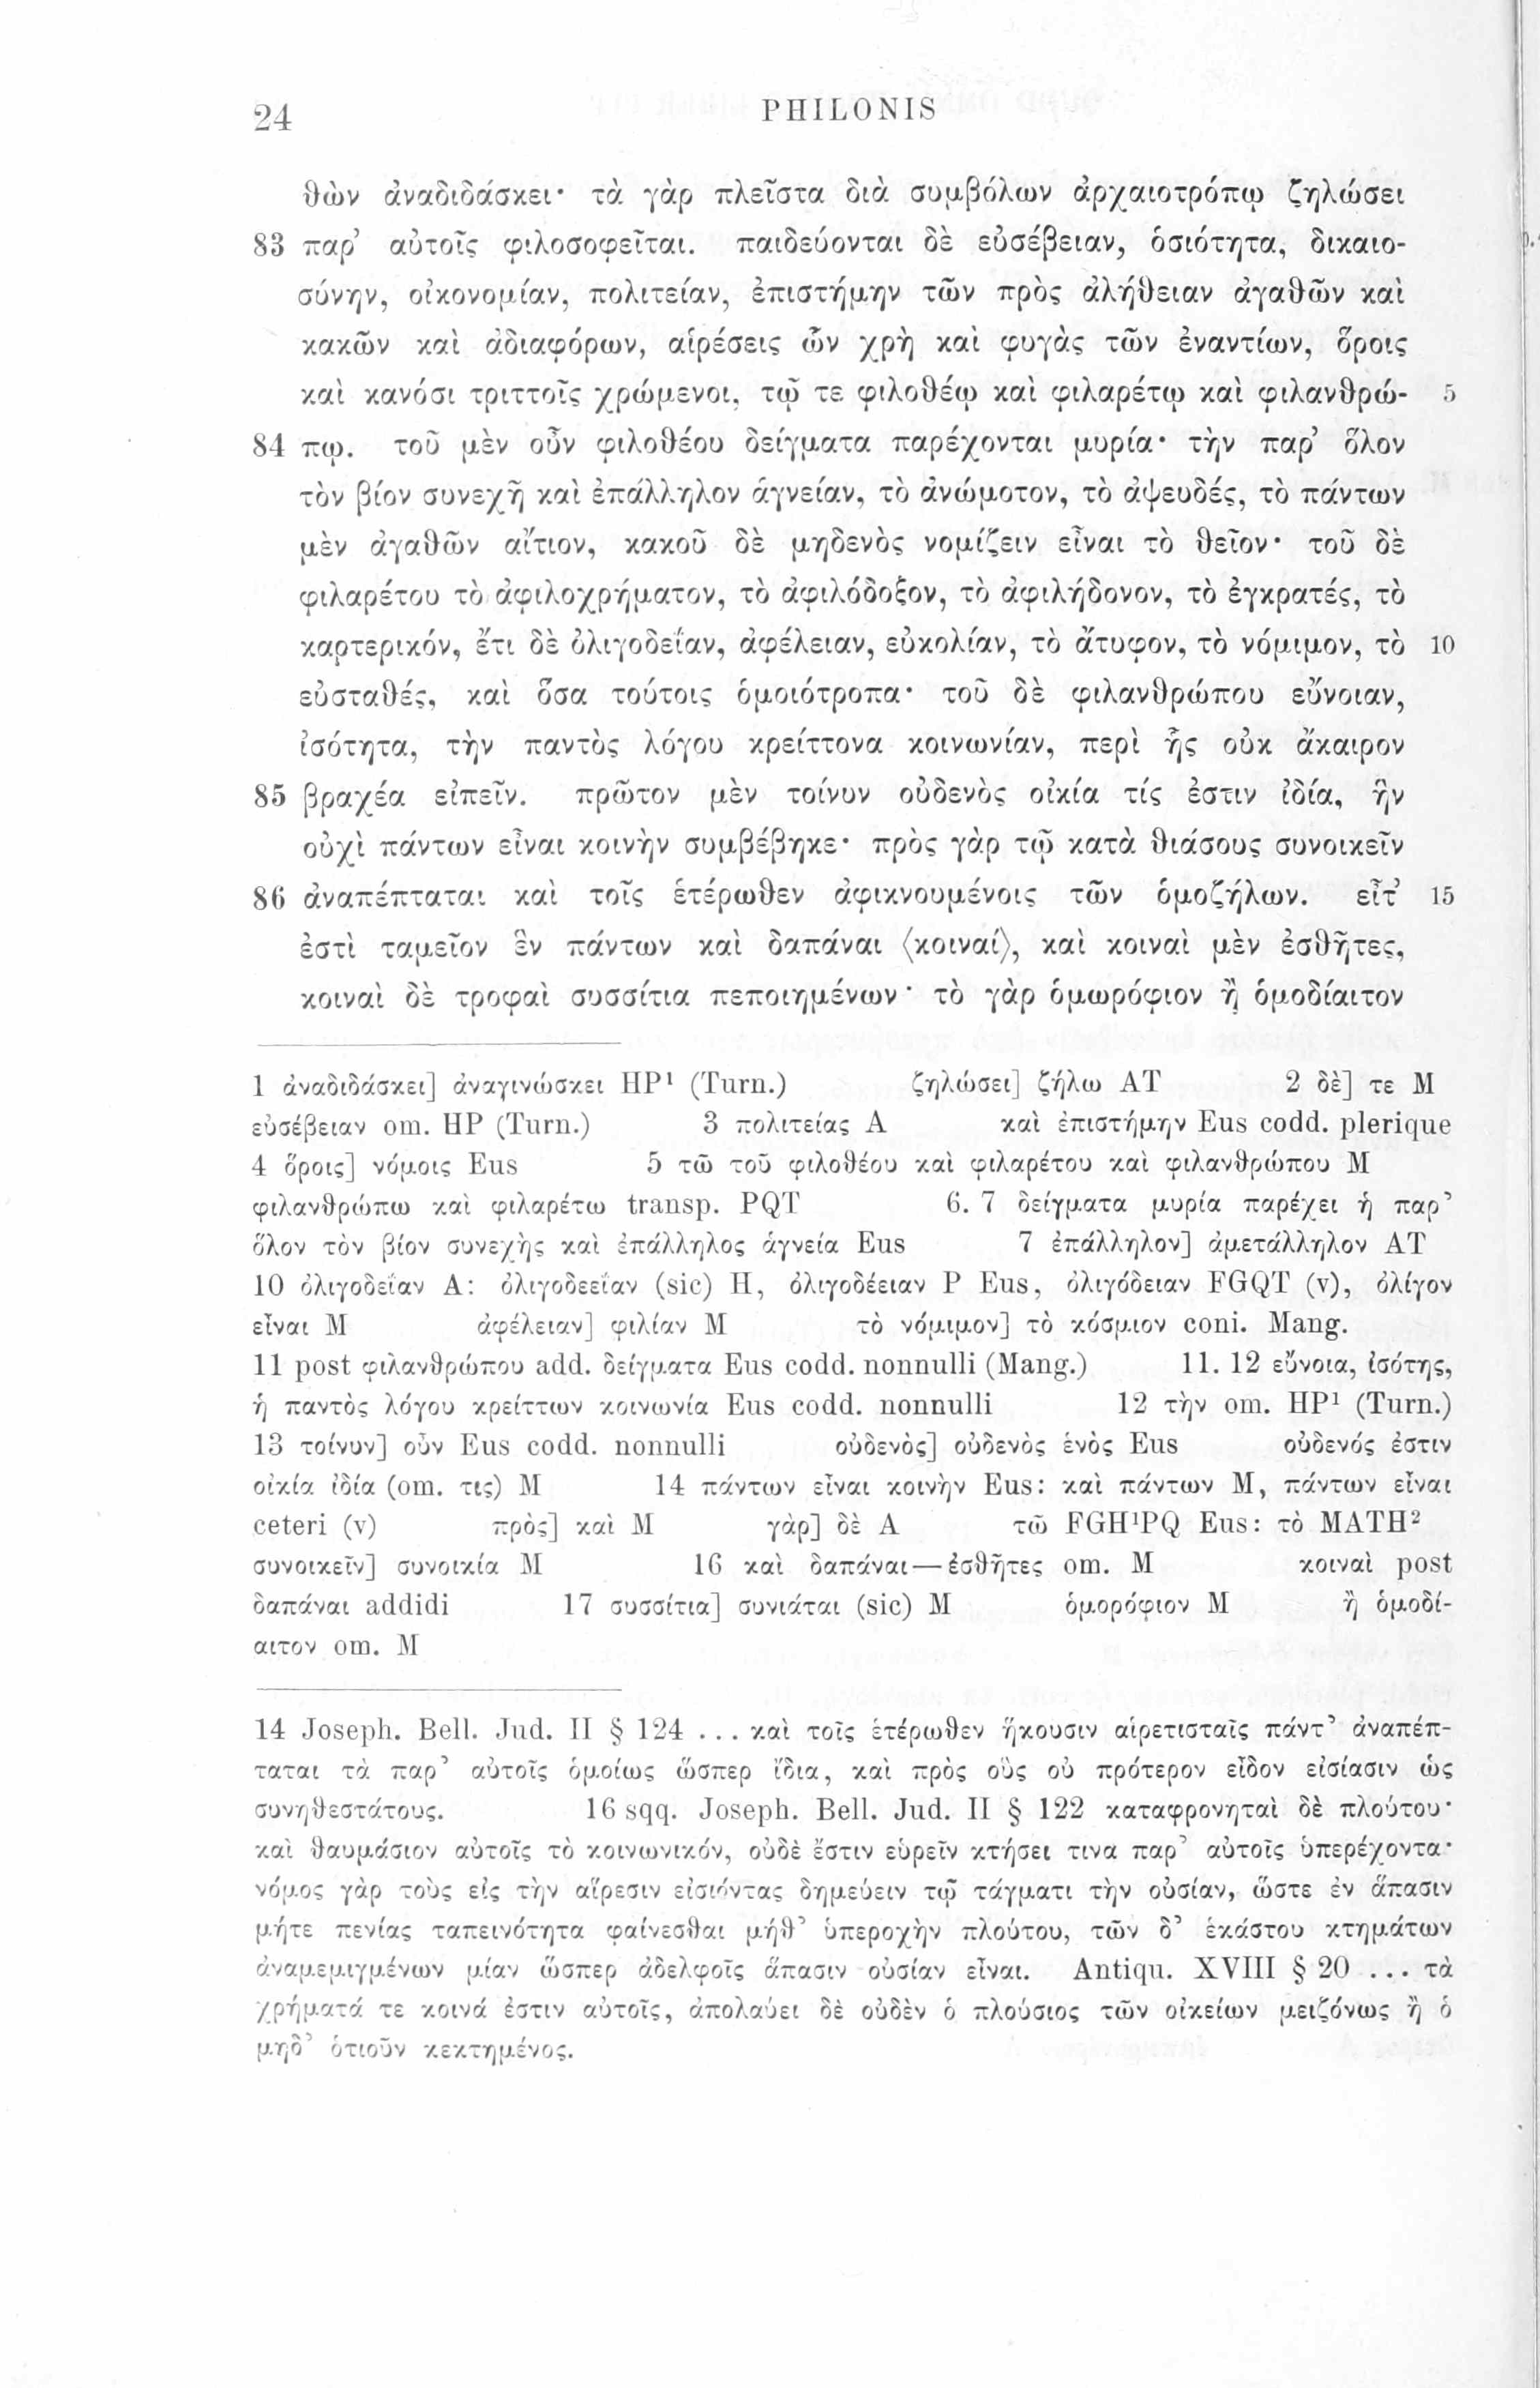 24 PHILONIS
θὼν ἀναδιδάσκει· τὰ γὰρ πλεῖστα διὰ συμβόλων ἀρχαιοτρόπῳ ζηλώσει
83 παρ’ αὐτοῖς φιλοσοφεῖται. παιδεύονται δὲ εὐσέβειαν, ὁσιότητα, δικαιο-
σύνην, οἰκονομίαν, πολιτείαν, ἐπιστήμην τῶν πρὸς ἀλήθειαν ἀγαθῶν καὶ
κακῶν καὶ ἀδιαφόρων, αἱρέσεις ὧν χρὴ καὶ φυγὰς τῶν ἐναντίων, ὅροις
καὶ κανόσι τριττοῖς χρώμενοι, τῷ τε φιλοθέῳ καὶ φιλαρέτῳ καὶ φιλανθρώ- 5
84 πῳ. τοῦ μὲν οὖν φιλοθέου δείγματα παρέχονται μυρία· τὴν παρ’ ὅλον
τὸν βίον συνεχῆ καὶ ἐπάλληλον ἁγνείαν, τὸ ἀνώμοτον, τὸ ἀψευδές, τὸ πάντων
μὲν ἀγαθῶν αἴτιον, κακοῦ δὲ μηδενὸς νομίζειν εἶναι τὸ θεῖον· τοῦ δὲ
φιλαρέτου τὸ ἀφιλοχρήματον, τὸ ἀφιλόδοξον, τὸ ἀφιλήδονον, τὸ ἐγκρατές, τὸ
καρτερικόν, ἔτι δὲ ὀλιγοδεΐαν, ἀφέλειαν, εὐκολίαν, τὸ ἄτυφον, τὸ νόμιμον, τὸ 10
εὐσταθές, καὶ ὅσα τούτοις ὁμοιότροπα· τοῦ δὲ φιλανθρώπου εὔνοιαν,
ἰσότητα, τὴν παντὸς λόγου κρείττονα κοινωνίαν, περὶ ἧς οὐκ ἄκαιρον
85 βραχέα εἰπεῖν. πρῶτον μὲν τοίνυν οὐδενὸς οἰκία τίς ἐστιν ἰδία, ἣν
οὐχὶ πάντων εἶναι κοινὴν συμβέβηκε· πρὸς γὰρ τῷ κατὰ θιάσους συνοικεῖν
86 ἀναπέπταται καὶ τοῖς ἑτέρωθεν ἀφικνουμένοις τῶν ὁμοζήλων. εἶτ’ 15
ἐστὶ ταμεῖον ἓν πάντων καὶ δαπάναι ⟨κοιναί⟩, καὶ κοιναὶ μὲν ἐσθῆτες,
κοιναὶ δὲ τροφαὶ συσσίτια πεποιημένων· τὸ γὰρ ὁμωρόφιον ἢ ὁμοδίαιτον
1 ἀναδιδάσκει] ἀναγινώσκει HP¹ (Turn.) ζηλώσει] ζήλω AT 2 δὲ] τε M
εὐσέβειαν om. HP (Turn.) 3 πολιτείας A καὶ ἐπιστήμην Eus codd. plerique
4 ὅροις] νόμοις Eus 5 τῶ τοῦ φιλοθέου καὶ φιλαρέτου καὶ φιλανθρώπου M
φιλανθρώπω καὶ φιλαρέτω transp. PQT 6. 7 δείγματα μυρία παρέχει ἡ παρ’
ὅλον τὸν βίον συνεχὴς καὶ ἐπάλληλος ἁγνεία Eus 7 ἐπάλληλον] ἀμετάλληλον AT
10 ὀλιγοδεΐαν A: ὀλιγοδεεΐαν (sic) H, ὀλιγοδέειαν P Eus, ὀλιγόδειαν FGQT (v), ὀλίγον
εἶναι M ἀφέλειαν] φιλίαν M τὸ νόμιμον] τὸ κόσμιον coni. Mang.
11 post φιλανθρώπου add. δείγματα Eus codd. nonnulli (Mang.) 11. 12 εὔνοια, ἰσότης,
ἡ παντὸς λόγου κρείττων κοινωνία Eus codd. nonnulli 12 τὴν om. HP¹ (Turn.)
13 τοίνυν] οὖν Eus codd. nonnulli οὐδενὸς] οὐδενὸς ἑνὸς Eus οὐδενός ἐστιν
οἰκία ἰδία (om. τις) M 14 πάντων εἶναι κοινὴν Eus: καὶ πάντων M, πάντων εἶναι
ceteri (v) πρὸς] καὶ M γὰρ] δὲ A τῶ FGH¹PQ Eus: τὸ MATH²
συνοικεῖν] συνοικία M 16 καὶ δαπάναι—ἐσθῆτες om. M κοιναὶ post
δαπάναι addidi 17 συσσίτια] συνιάται (sic) M ὁμορόφιον M ἢ ὁμοδί-
αιτον om. M
14 Joseph. Bell. Jud. II § 124 ... καὶ τοῖς ἑτέρωθεν ἥκουσιν αἱρετισταῖς πάντ’ ἀναπέπ-
ταται τὰ παρ’ αὐτοῖς ὁμοίως ὥσπερ ἴδια, καὶ πρὸς οὓς οὐ πρότερον εἶδον εἰσίασιν ὡς
συνηθεστάτους. 16 sqq. Joseph. Bell. Jud. II § 122 καταφρονηταὶ δὲ πλούτου·
καὶ θαυμάσιον αὐτοῖς τὸ κοινωνικόν, οὐδὲ ἔστιν εὑρεῖν κτήσει τινα παρ’ αὐτοῖς ὑπερέχοντα·
νόμος γὰρ τοὺς εἰς τὴν αἵρεσιν εἰσιόντας δημεύειν τῷ τάγματι τὴν οὐσίαν, ὥστε ἐν ἅπασιν
μήτε πενίας ταπεινότητα φαίνεσθαι μήθ’ ὑπεροχὴν πλούτου, τῶν δ’ ἑκάστου κτημάτων
ἀναμεμιγμένων μίαν ὥσπερ ἀδελφοῖς ἅπασιν οὐσίαν εἶναι. Antiqu. XVIII § 20 ... τὰ
χρήματά τε κοινά ἐστιν αὐτοῖς, ἀπολαύει δὲ οὐδὲν ὁ πλούσιος τῶν οἰκείων μειζόνως ἢ ὁ
μηδ’ ὁτιοῦν κεκτημένος.